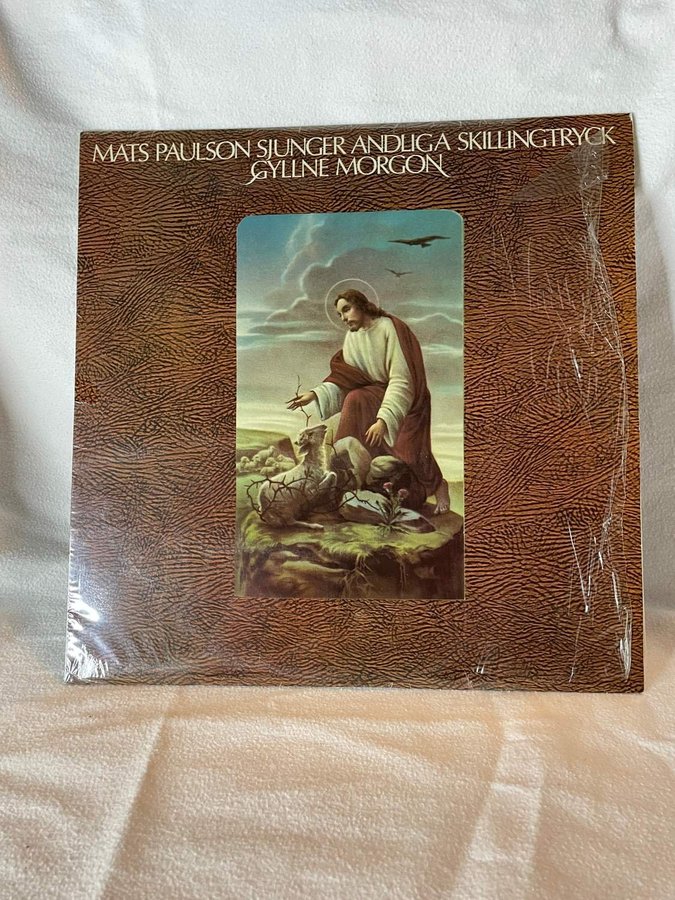 MATS PAULSON SJUNGER ANDLIGA SKILLINGTRYCK
GYLLNE MORGON